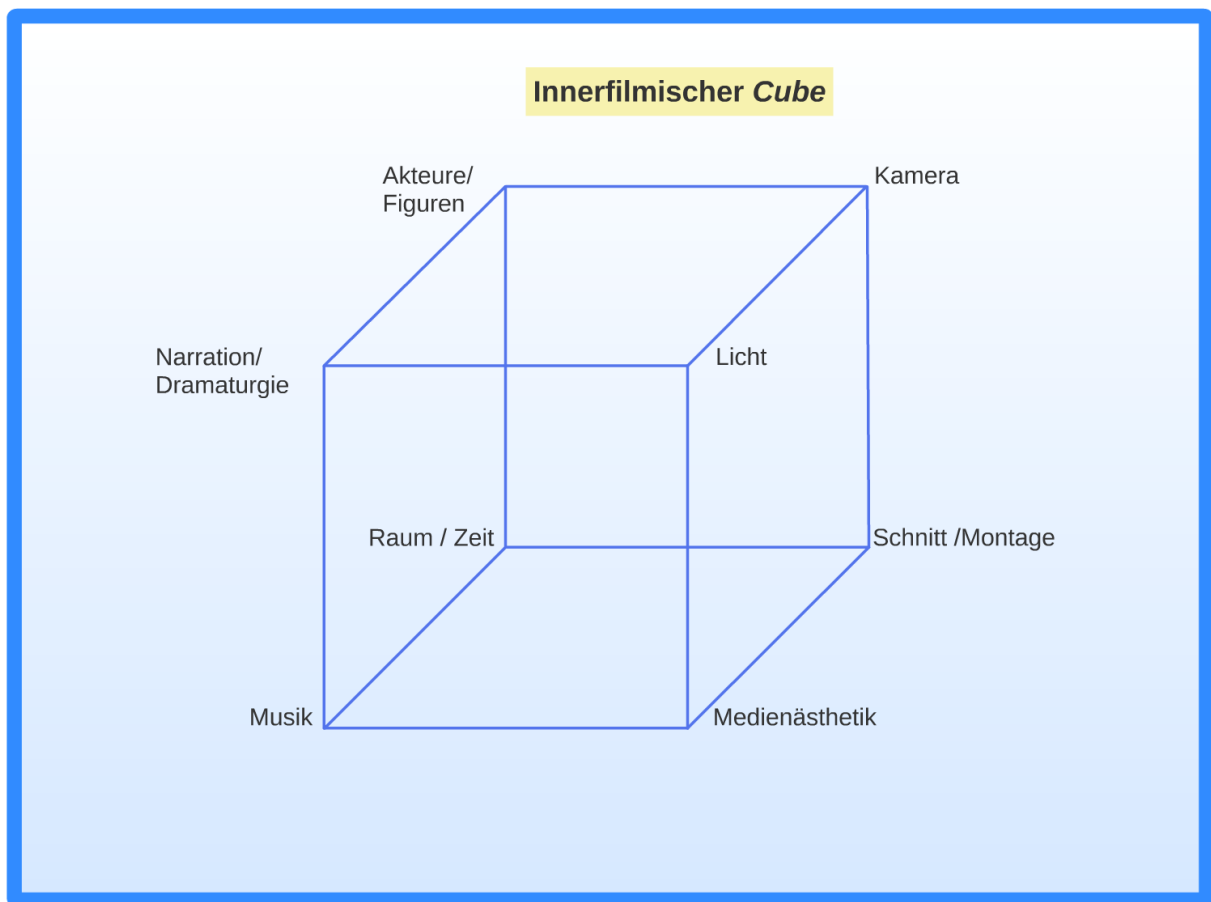 Innerfilmischer Cube
Akteure/
Figuren
Kamera
Narration/
Dramaturgie
Licht
Raum / Zeit
Schnitt /Montage
Musik
Medienästhetik